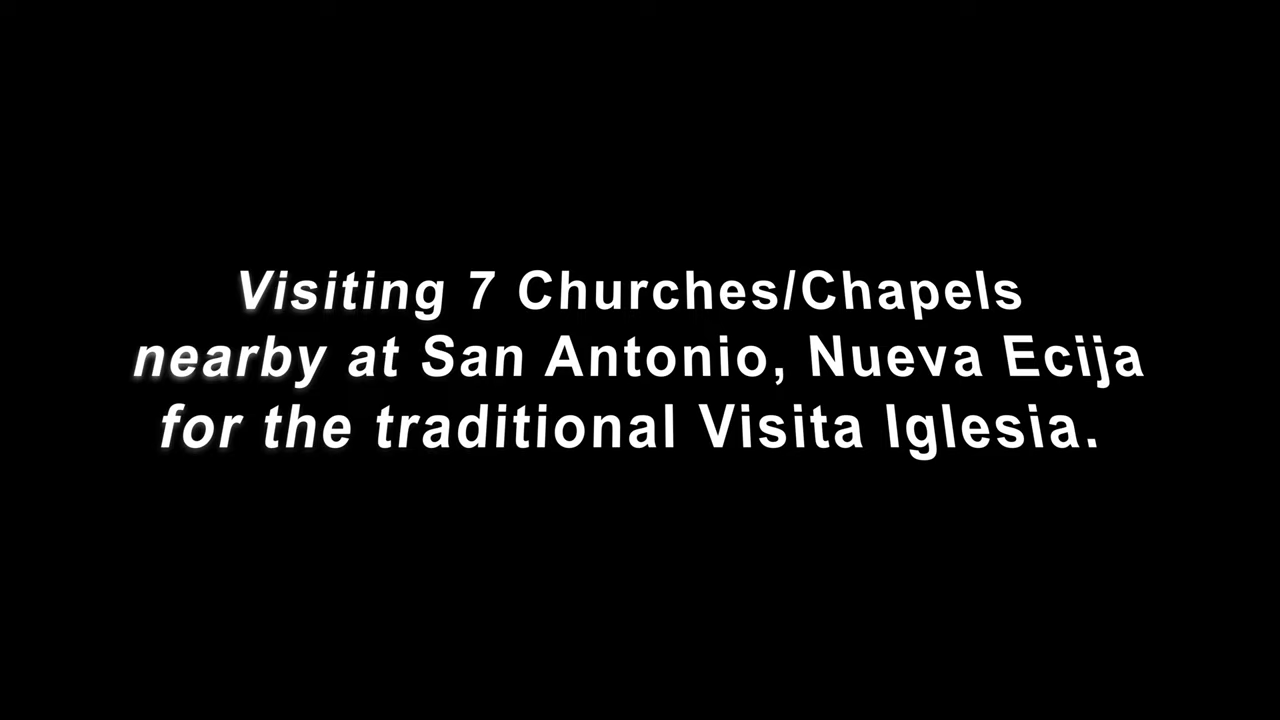 Visiting 7 Churches/Chapels
nearby at San Antonio, Nueva Ecija
for the traditional Visita Iglesia.